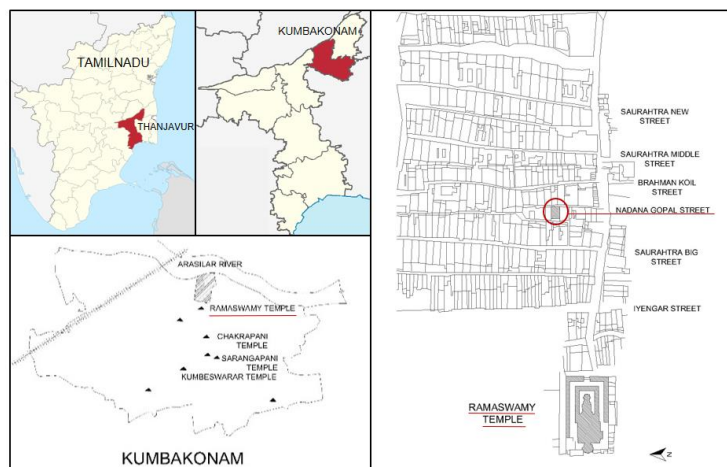 TAMILNADU
THANJAVUR
KUMBAKONAM
ARASILAR RIVER
RAMASWAMY TEMPLE
CHAKRAPANI
TEMPLE
SARANGAPANI
TEMPLE
KUMBESWARAR TEMPLE
KUMBAKONAM
SAURAHTRA NEW
STREET
SAURAHTRA MIDDLE
STREET
BRAHMAN KOIL
STREET
NADANA GOPAL STREET
SAURAHTRA BIG
STREET
IYENGAR STREET
RAMASWAMY
TEMPLE
Z